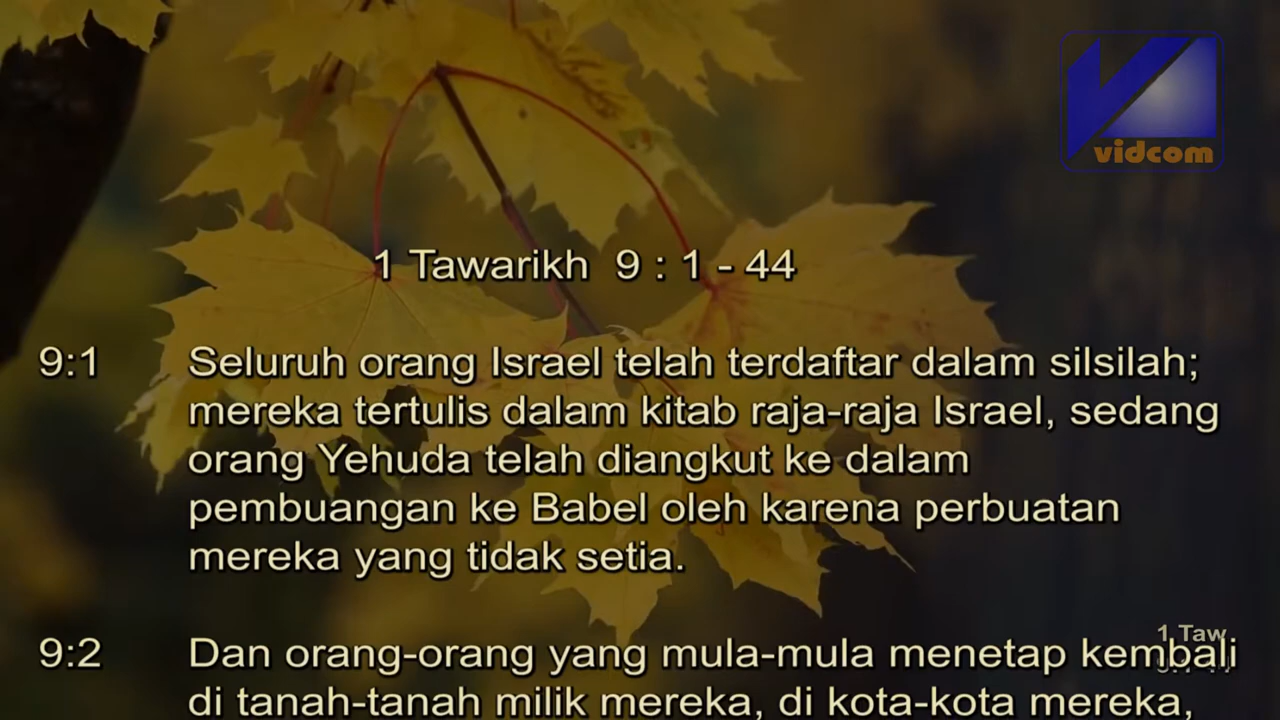 vidcom
1 Tawarikh 9 : 1 - 44
9:1 Seluruh orang Israel telah terdaftar dalam silsilah;
mereka tertulis dalam kitab raja-raja Israel, sedang
orang Yehuda telah diangkut ke dalam
pembuangan ke Babel oleh karena perbuatan
mereka yang tidak setia.
1 Taw
9:2 Dan orang-orang yang mula-mula menetap kembali
di tanah-tanah milik mereka, di kota-kota mereka,